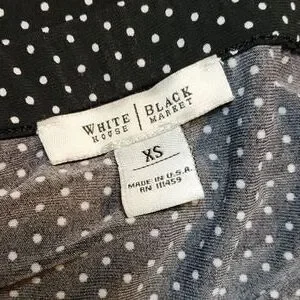 WHITE | BLACK
HOUSE | MARKET
XS
MADE IN U.S.A.
RN 111459